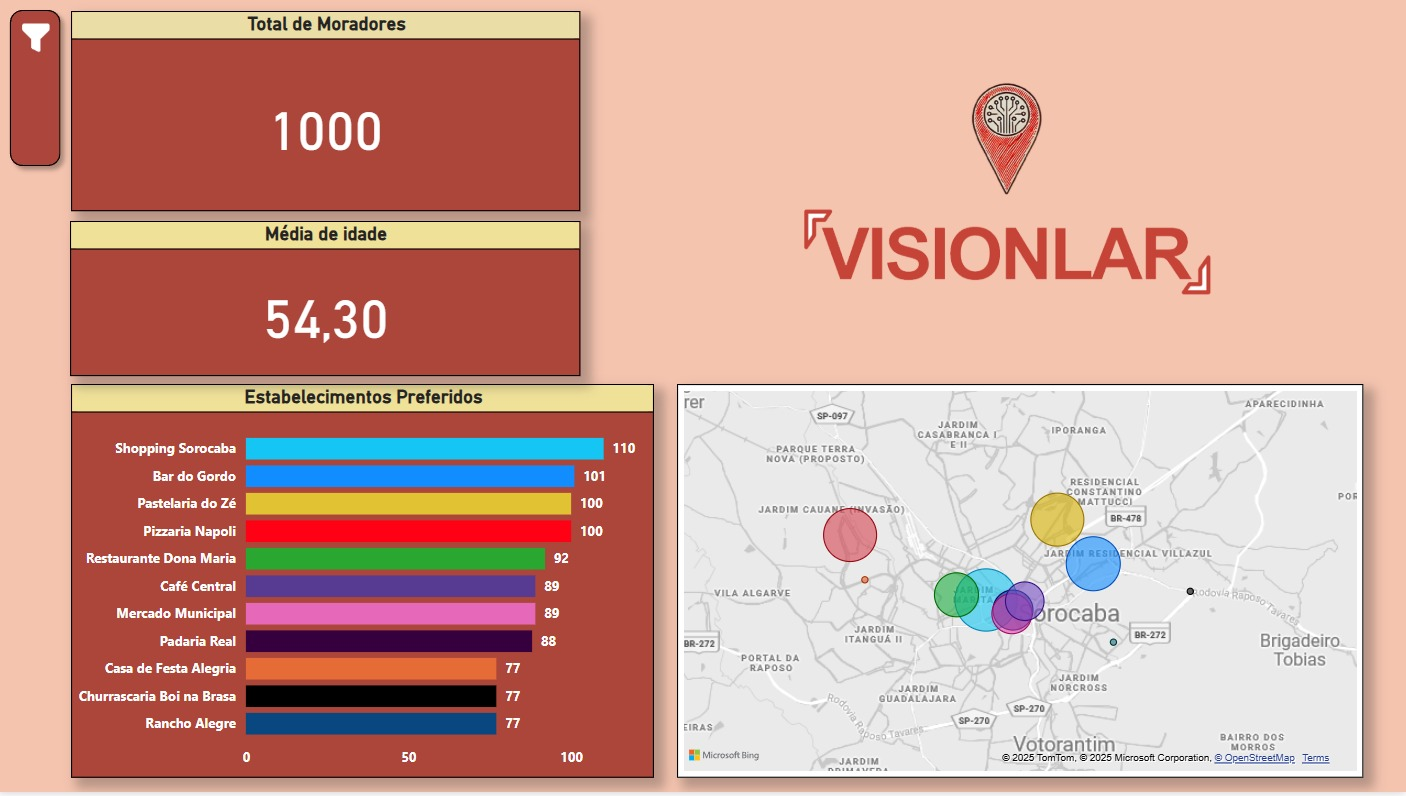 Total de Moradores
1000
Média de idade
54,30
VISIONLAR
Estabelecimentos Preferidos
Shopping Sorocaba 110
Bar do Gordo 101
Pastelaria do Zé 100
Pizzaria Napoli 100
Restaurante Dona Maria 92
Café Central 89
Mercado Municipal 89
Padaria Real 88
Casa de Festa Alegria 77
Churrascaria Boi na Brasa 77
Rancho Alegre 77
0 50 100
rer
SP-097
APARECIDINHA
JARDIM
CASABRANCA I
E II
IPORANGA
PARQUE TERRA
NOVA (PROPOSTO)
RESIDENCIAL
CONSTANTINO
MATTUCCI
POR
JARDIM CAUANE (INVASÃO)
BR-478
JARDIM RESIDENCIAL VILLAZUL
VILA ALGARVE
JARDIM
Rodovia Raposo Tavares
orocaba
JARDIM
ITANGUÁ II
BR-272
BR-272
Brigadeiro
Tobias
PORTAL DA
RAPOSO
JARDIM
NORCROSS
JARDIM
GUADALAJARA
Rodovia Raposo Tavares
SP-270
SP-270
EIRAS
Votorantim
BAIRRO DOS
MORROS
Microsoft Bing
© 2025 TomTom, © 2025 Microsoft Corporation, © OpenStreetMap Terms
JARDIM